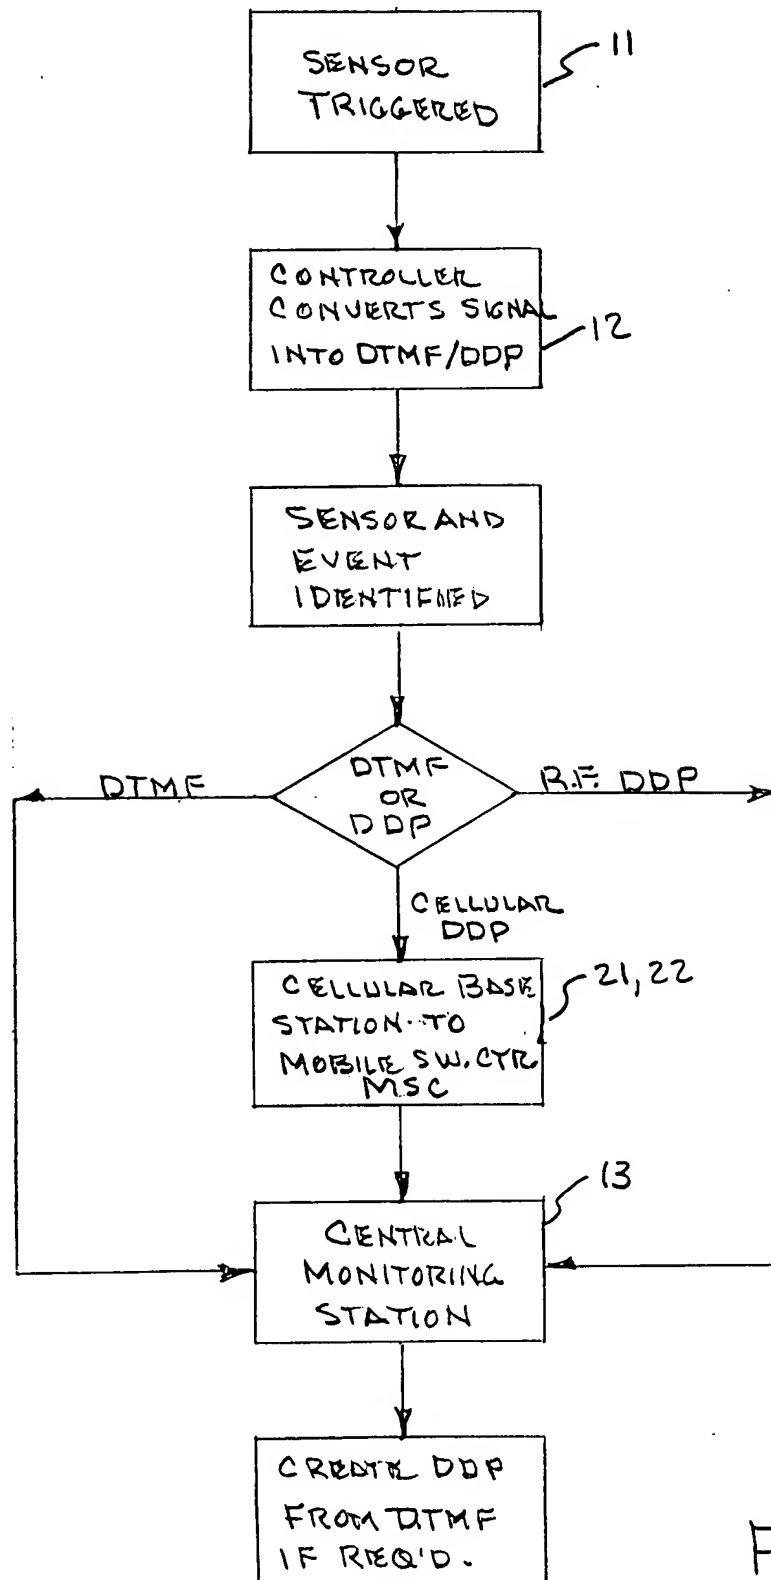 SENSOR
TRIGGERED
11
CONTROLLER
CONVERTS SIGNAL
INTO DTMF/DDP
12
SENSOR AND
EVENT
IDENTIFIED
DTMF
DTMF
OR
DDP
R.F. DDP
CELLULAR
DDP
CELLULAR BASE
STATION TO
MOBILE SW. CTR
MSC
21,22
13
CENTRAL
MONITORING
STATION
CREATE DDP
FROM DTMF
IF REQ'D.
F